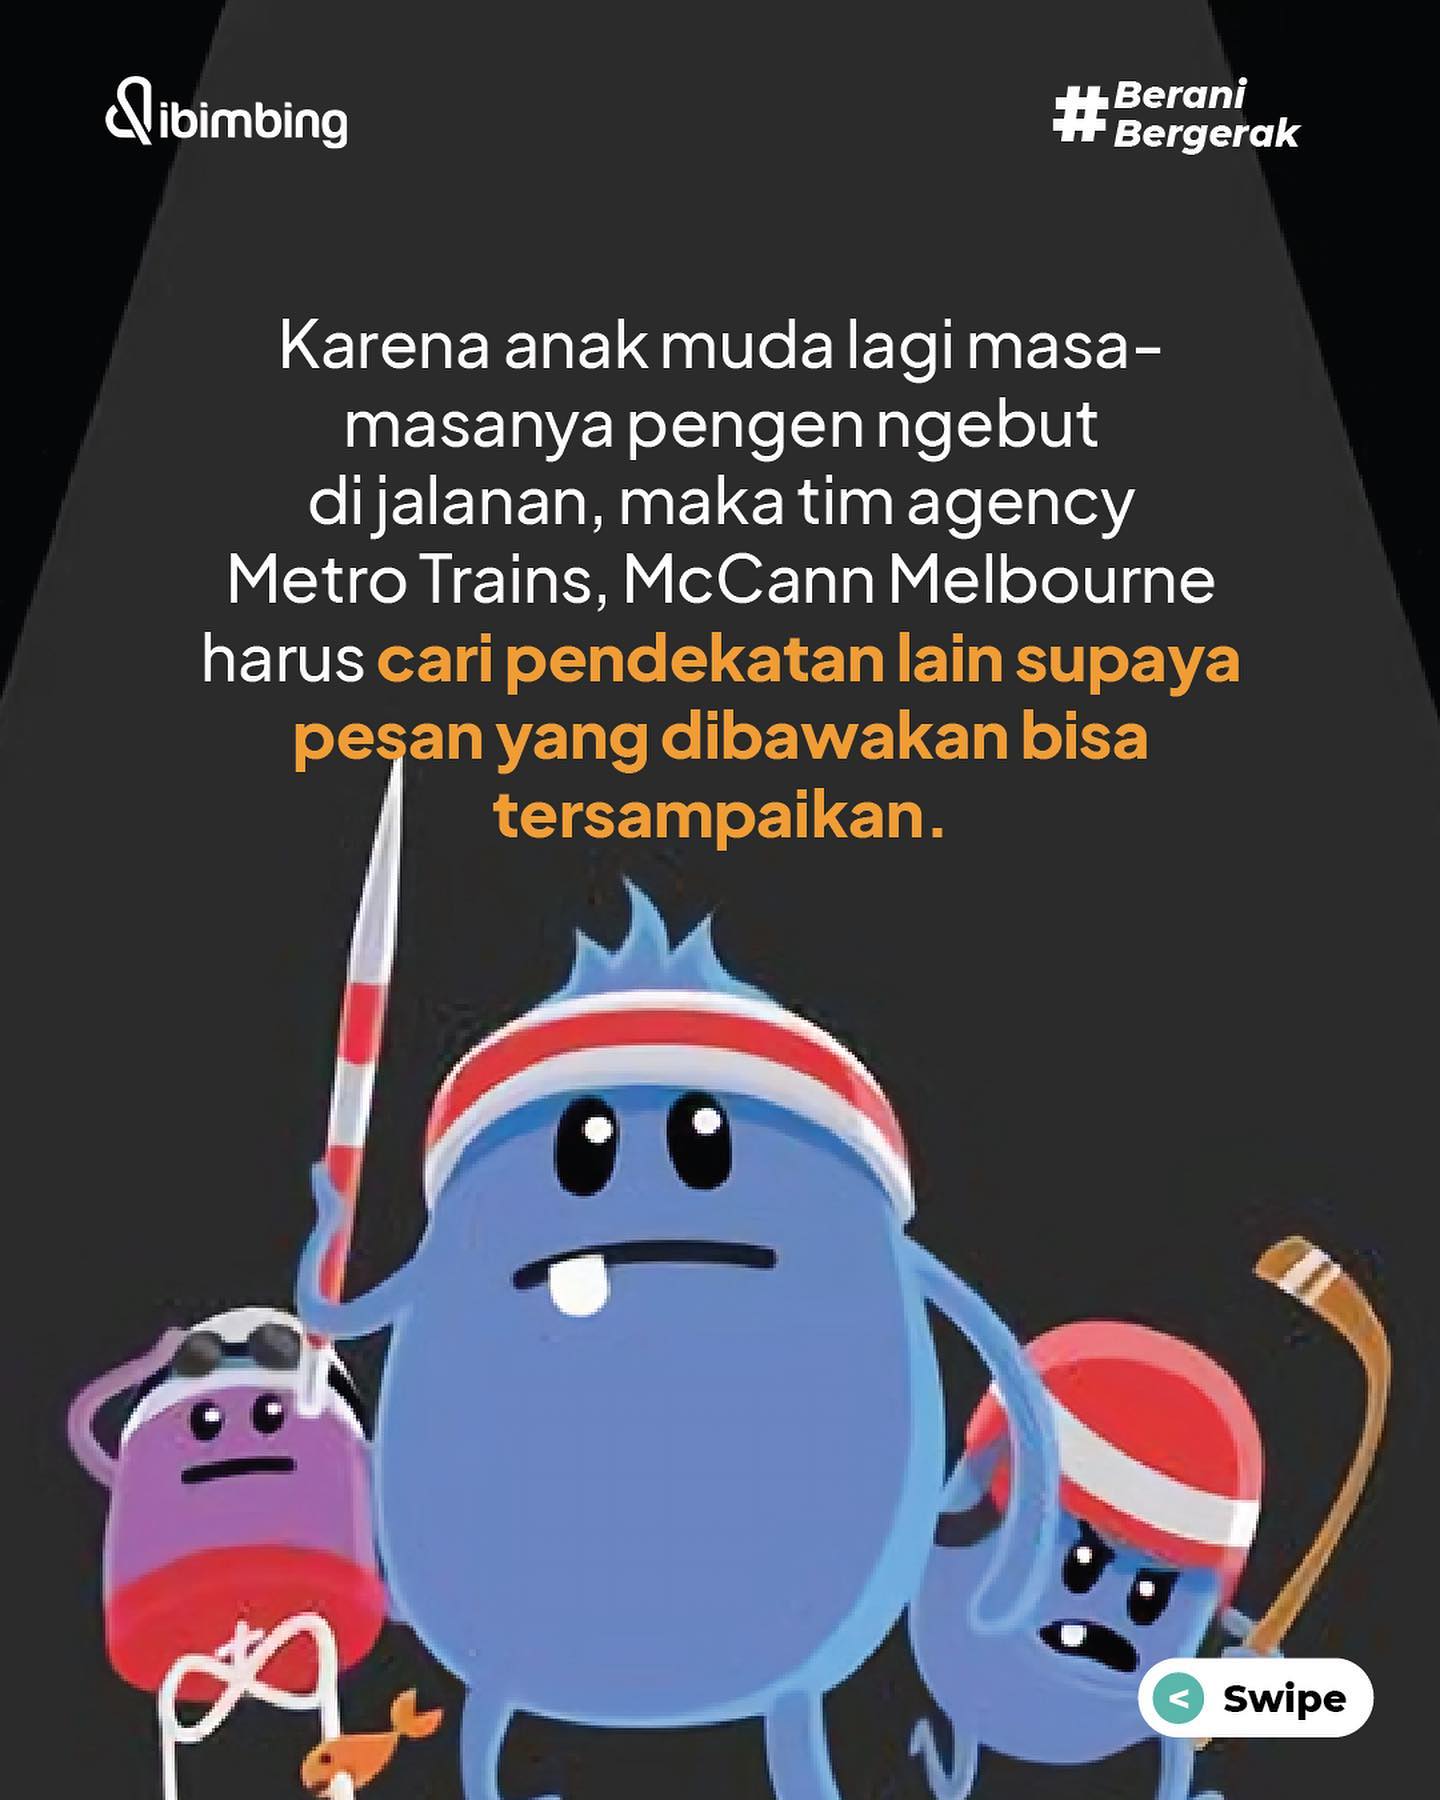 ibimbing
#Berani
Bergerak
Karena anak muda lagi masa-
masanya pengen ngebut
di jalanan, maka tim agency
Metro Trains, McCann Melbourne
harus cari pendekatan lain supaya
pesan yang dibawakan bisa
tersampaikan.
< Swipe